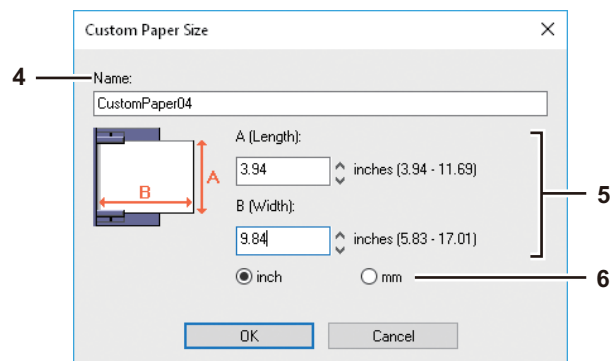 Custom Paper Size
4
Name:
CustomPaper04
A (Length):
3.94 inches (3.94 - 11.69)
A
B
5
B (Width):
9.84 inches (5.83 - 17.01)
inch mm
6
OK Cancel